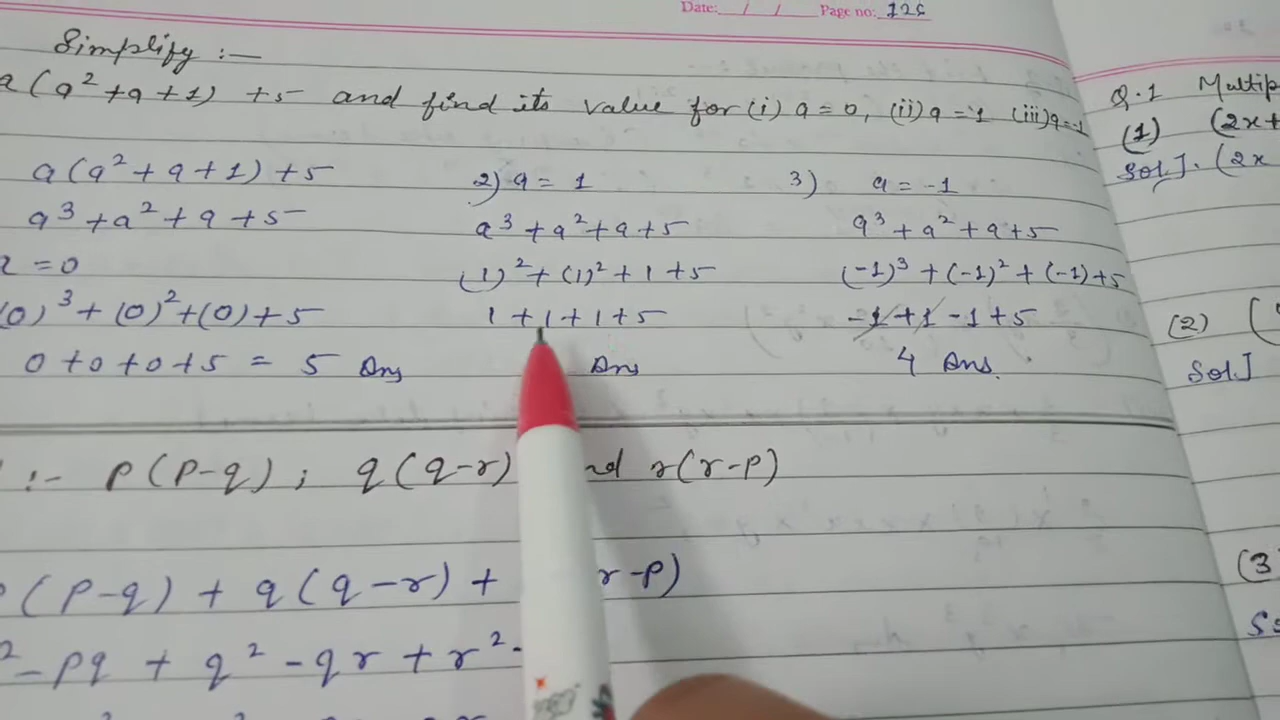 Date: / / Page no: 126
Simplify :—
a(a²+a+1) +5 and find its value for (i) a=0, (ii) a=1 (iii) a=-1
a(a²+a+1)+5
a³+a²+a+5
a=0
(0)³+(0)²+(0)+5
0+0+0+5 = 5 Ans
2) a = 1
a³+a²+a+5
(1)²+(1)²+1+5
1+1+1+5
Ans
3) a = -1
a³+a²+a+5
(-1)³+(-1)²+(-1)+5
-1+1-1+5
4 Ans.
:- p(p-q) ; q(q-r) nd r(r-p)
p(p-q) + q(q-r) + r-p)
²-pq + q²-qr+r²-
Q.1 Multip
(1) (2x+
Sol]. (2x
(2) (
Sol]
(3